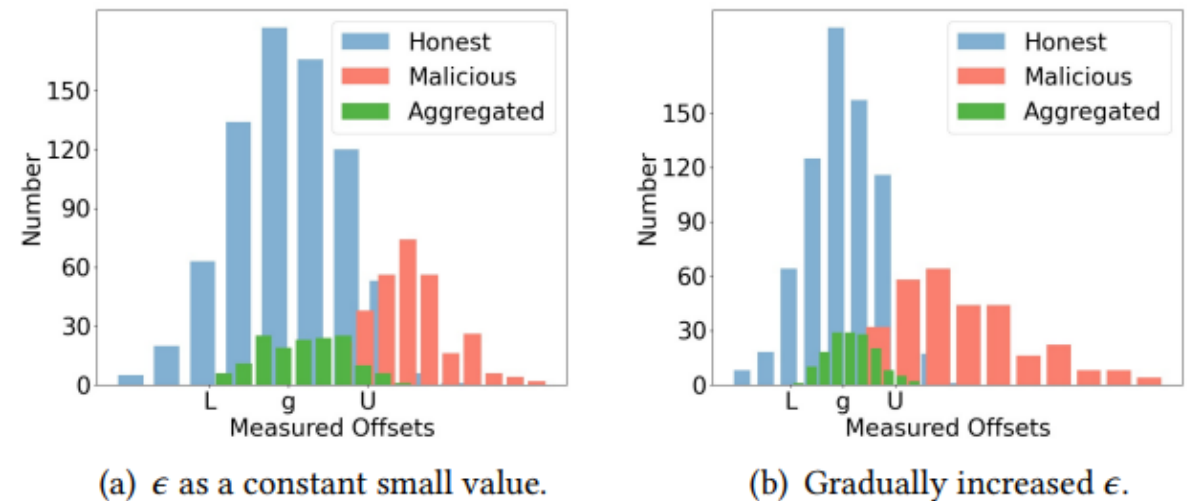 Honest
Malicious
Aggregated
150
120
90
60
30
0
Number
L g U
Measured Offsets
(a) ϵ as a constant small value.
Honest
Malicious
Aggregated
150
120
90
60
30
0
Number
L g U
Measured Offsets
(b) Gradually increased ϵ.